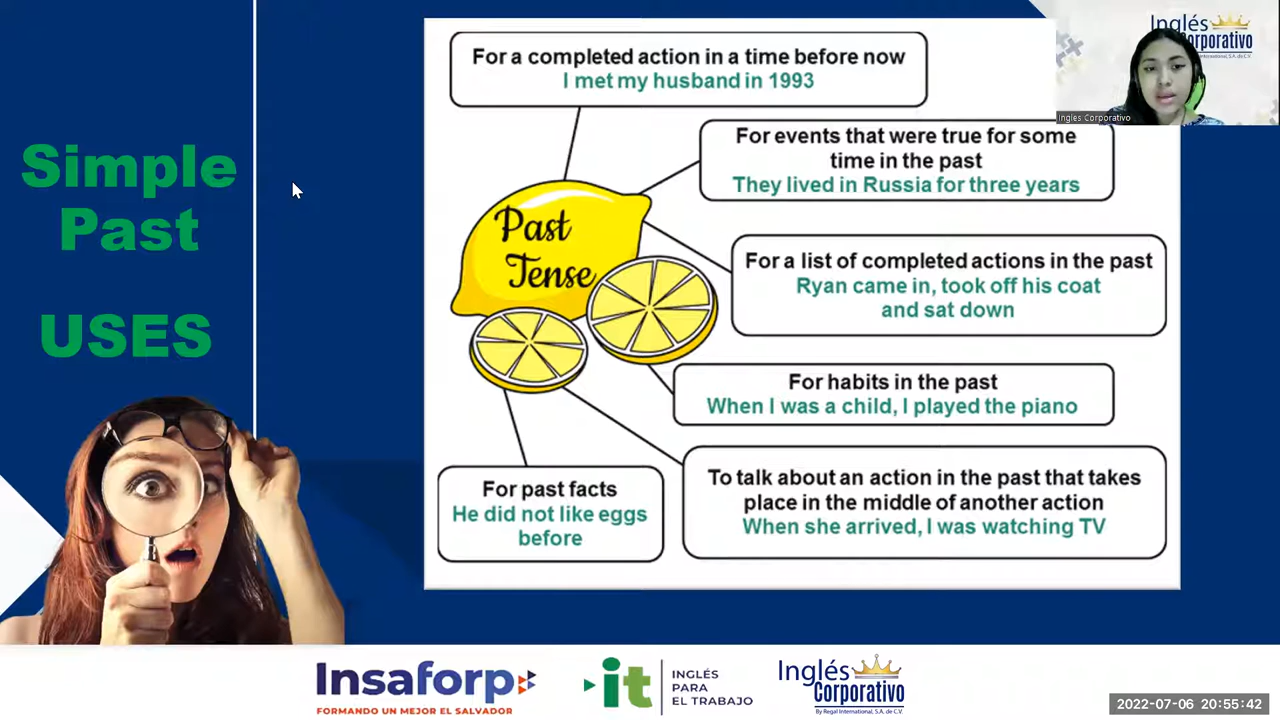 Simple
Past
USES
For a completed action in a time before now
I met my husband in 1993
For events that were true for some
time in the past
They lived in Russia for three years
For a list of completed actions in the past
Ryan came in, took off his coat
and sat down
For habits in the past
When I was a child, I played the piano
To talk about an action in the past that takes
place in the middle of another action
When she arrived, I was watching TV
For past facts
He did not like eggs
before
Past
Tense
Inglés
Corporativo
Ingles Corporativo
Insaforp
FORMANDO UN MEJOR EL SALVADOR
it
INGLÉS
PARA
EL TRABAJO
Inglés
Corporativo
By Regal International, S.A. de C.V.
2022-07-06 20:55:42